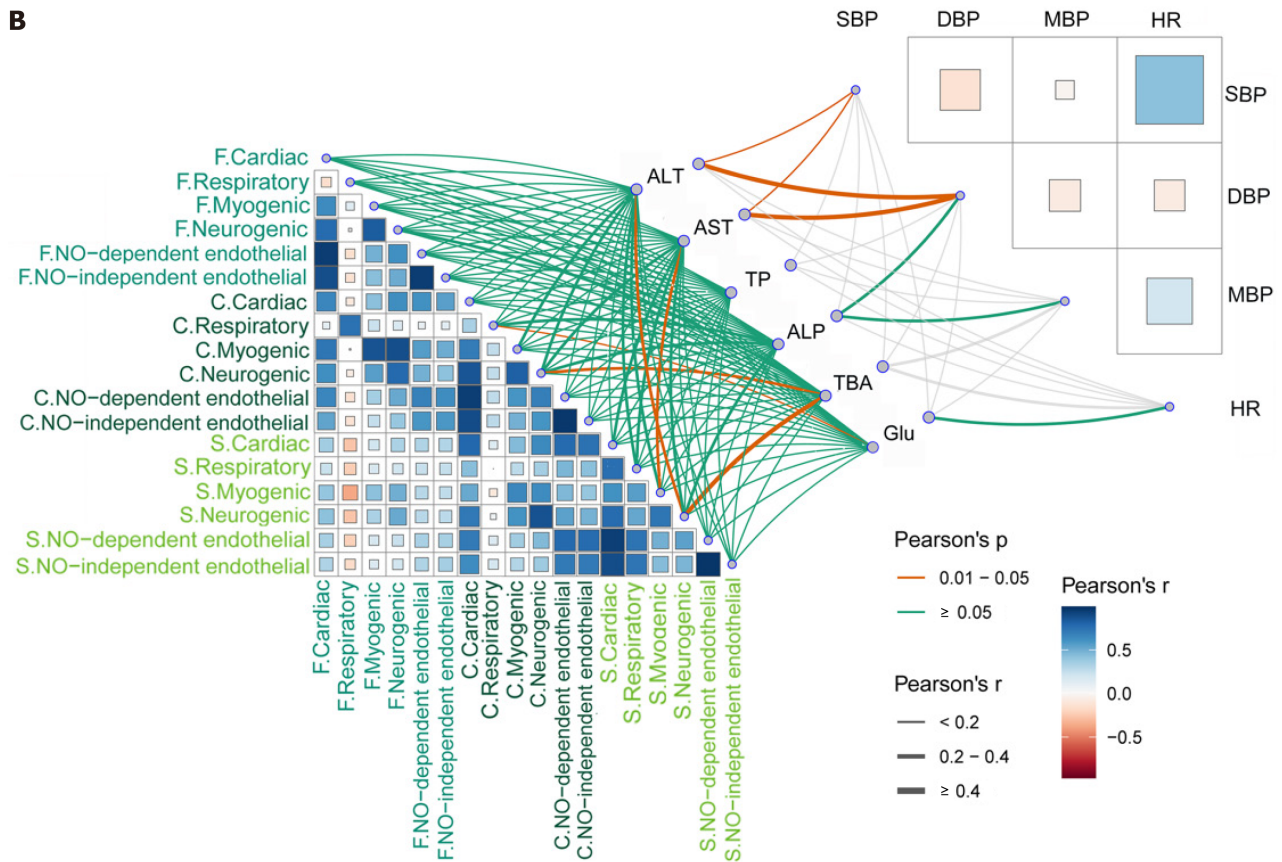 B
SBP
DBP
MBP
HR
SBP
DBP
MBP
HR
F.Cardiac
F.Respiratory
F.Myogenic
F.Neurogenic
F.NO−dependent endothelial
F.NO−independent endothelial
C.Cardiac
C.Respiratory
C.Myogenic
C.Neurogenic
C.NO−dependent endothelial
C.NO−independent endothelial
S.Cardiac
S.Respiratory
S.Myogenic
S.Neurogenic
S.NO−dependent endothelial
S.NO−independent endothelial
ALT
AST
TP
ALP
TBA
Glu
F.Cardiac
F.Respiratory
F.Myogenic
F.Neurogenic
F.NO−dependent endothelial
F.NO−independent endothelial
C.Cardiac
C.Respiratory
C.Myogenic
C.Neurogenic
C.NO−dependent endothelial
C.NO−independent endothelial
S.Cardiac
S.Respiratory
S.Myogenic
S.Neurogenic
S.NO−dependent endothelial
S.NO−independent endothelial
Pearson's p
0.01 − 0.05
≥ 0.05
Pearson's r
< 0.2
0.2 − 0.4
≥ 0.4
Pearson's r
0.5
0.0
−0.5